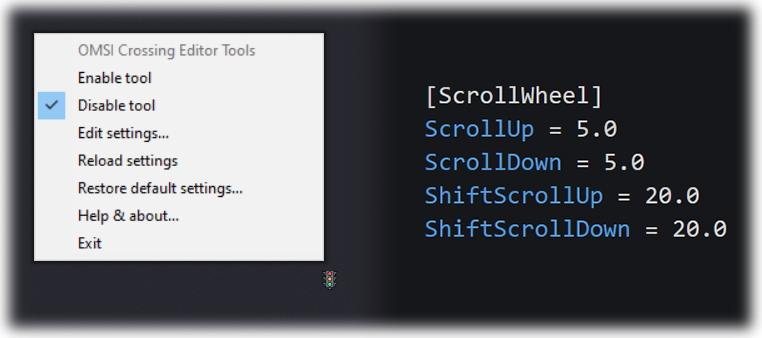 OMSI Crossing Editor Tools
Enable tool
Disable tool
Edit settings...
Reload settings
Restore default settings...
Help & about...
Exit
[ScrollWheel]
ScrollUp = 5.0
ScrollDown = 5.0
ShiftScrollUp = 20.0
ShiftScrollDown = 20.0